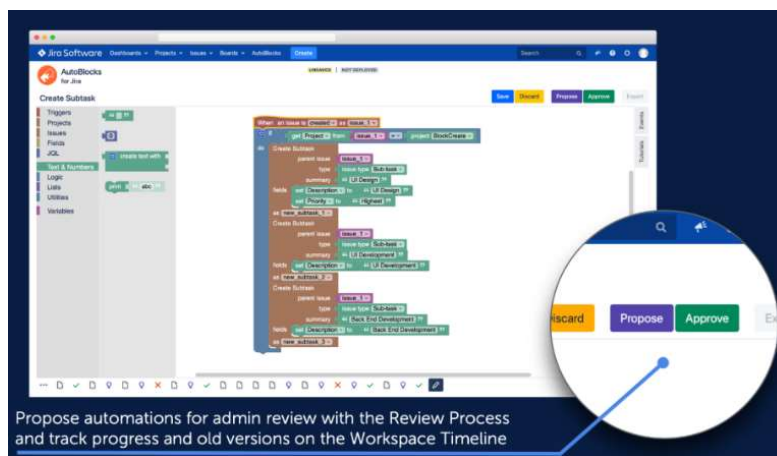 Jira Software Dashboards Projects Issues Boards AutoBlocks Create Search
AutoBlocks
for Jira
UNSAVED | NOT DEPLOYED
Create Subtask
Save Discard Propose Approve Export
Triggers
Projects
Issues
Fields
JQL
Text & Numbers
Logic
Lists
Utilities
Variables
create text with
print abc
Events
Tutorials
When an issue is created as issue_1
if get Project from issue_1 = project BlockCreate
do Create Subtask
parent issue issue_1
type issue type Sub-task
summary UI Design
fields set Description to UI Design
set Priority to Highest
as new_subtask_1
Create Subtask
parent issue issue_1
type issue type Sub-task
summary UI Development
fields set Description to UI Development
as new_subtask_2
Create Subtask
parent issue issue_1
type issue type Sub-task
summary Back End Development
fields set Description to Back End Development
as new_subtask_3
iscard Propose Approve Ex
Propose automations for admin review with the Review Process
and track progress and old versions on the Workspace Timeline